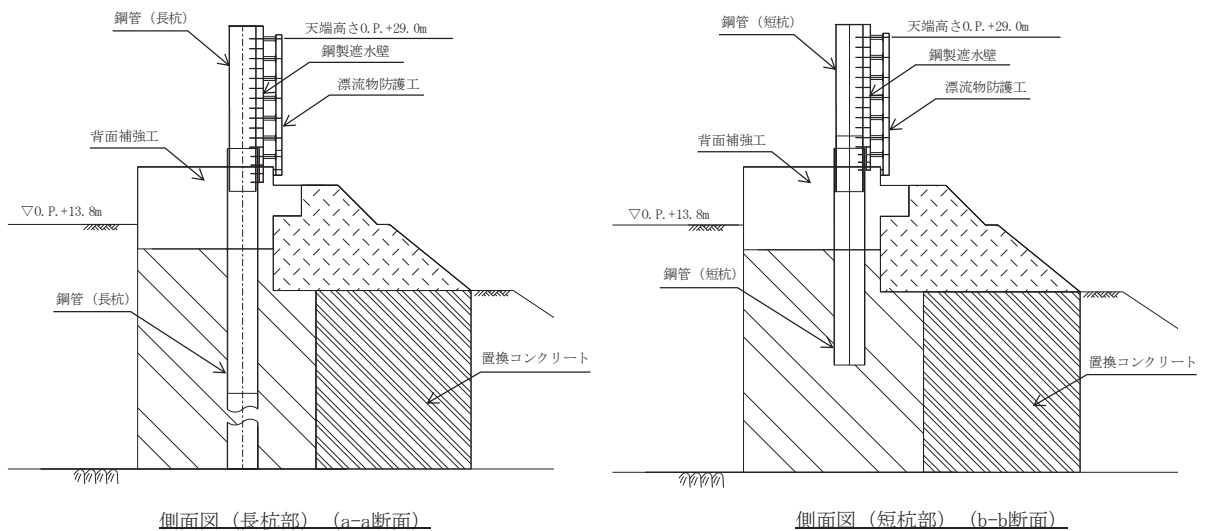 鋼管（長杭）
天端高さO.P.+29.0m
鋼製遮水壁
漂流物防護工
背面補強工
▽O.P.+13.8m
鋼管（長杭）
置換コンクリート
側面図（長杭部）（a-a断面）
鋼管（短杭）
天端高さO.P.+29.0m
鋼製遮水壁
漂流物防護工
背面補強工
▽O.P.+13.8m
鋼管（短杭）
置換コンクリート
側面図（短杭部）（b-b断面）